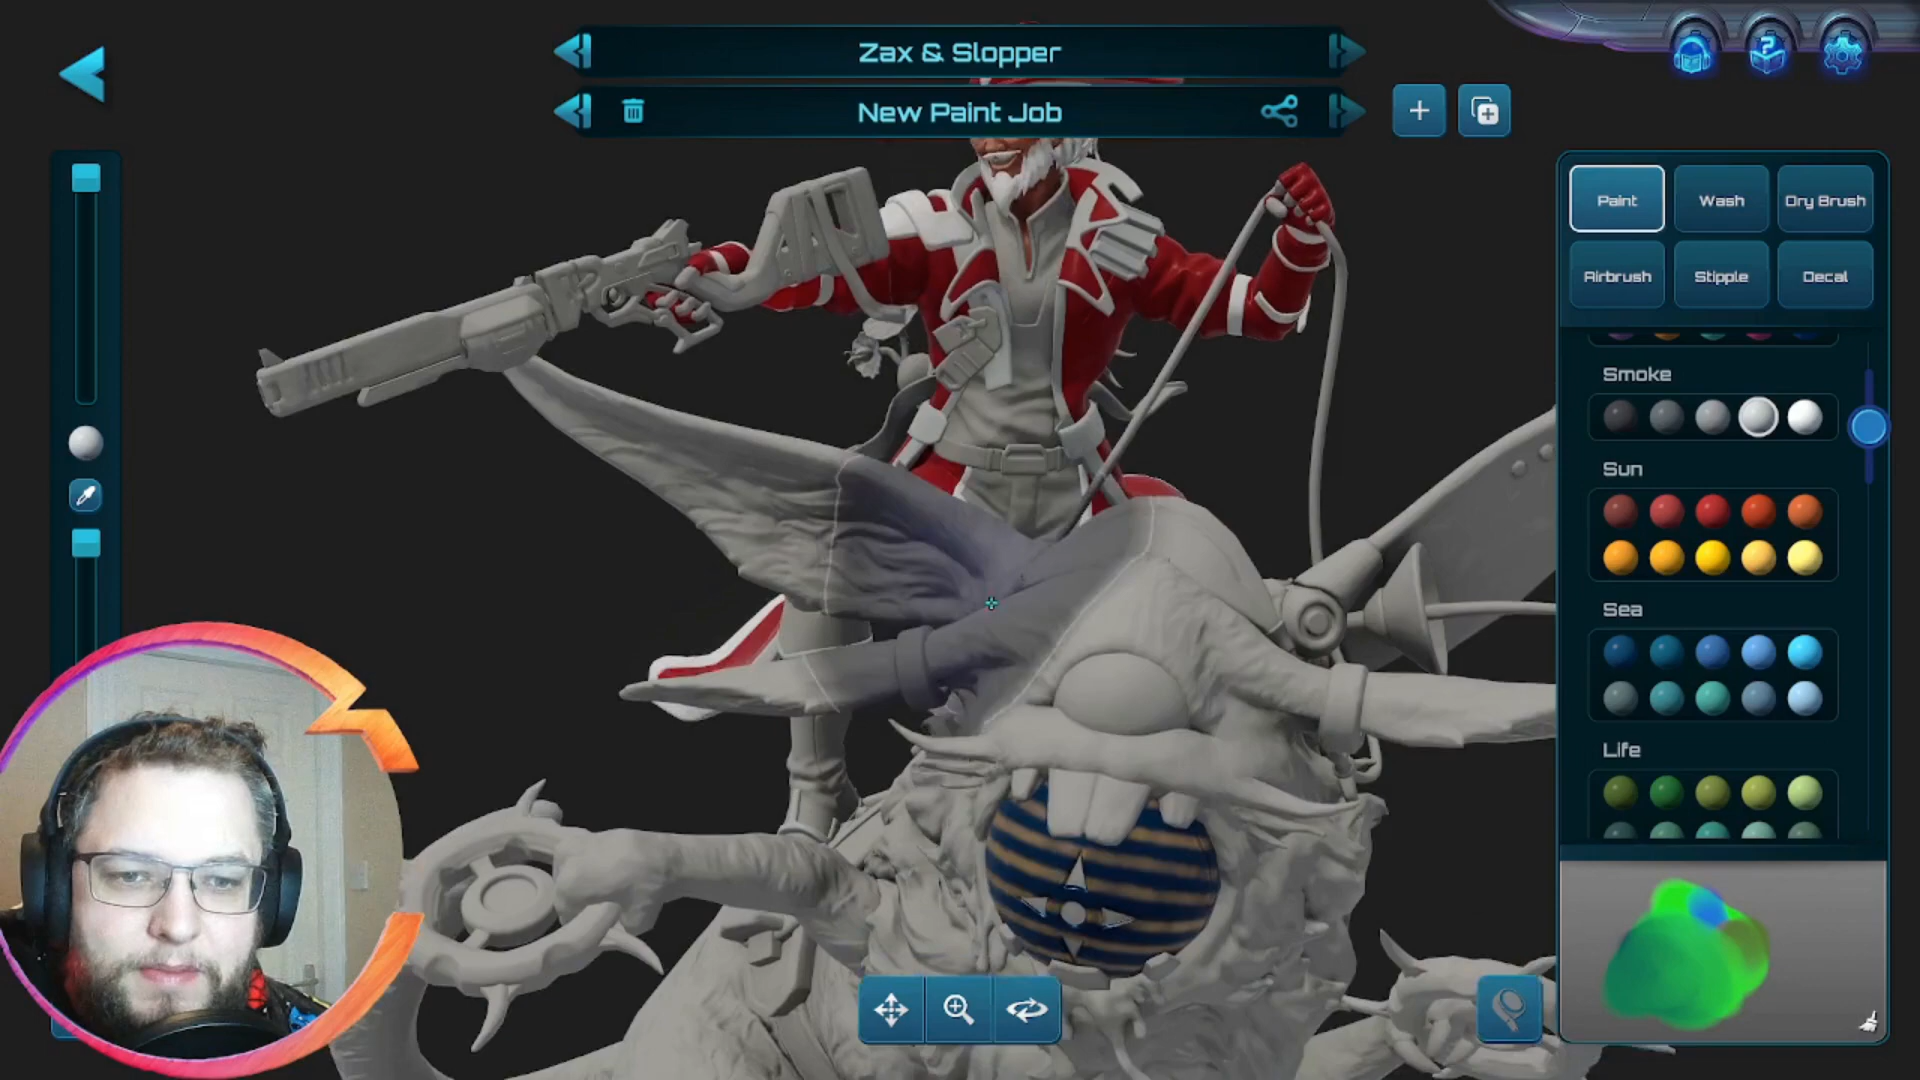 Zax & Slopper
New Paint Job
Paint
Wash
Dry Brush
Airbrush
Stipple
Decal
Smoke
Sun
Sea
Life